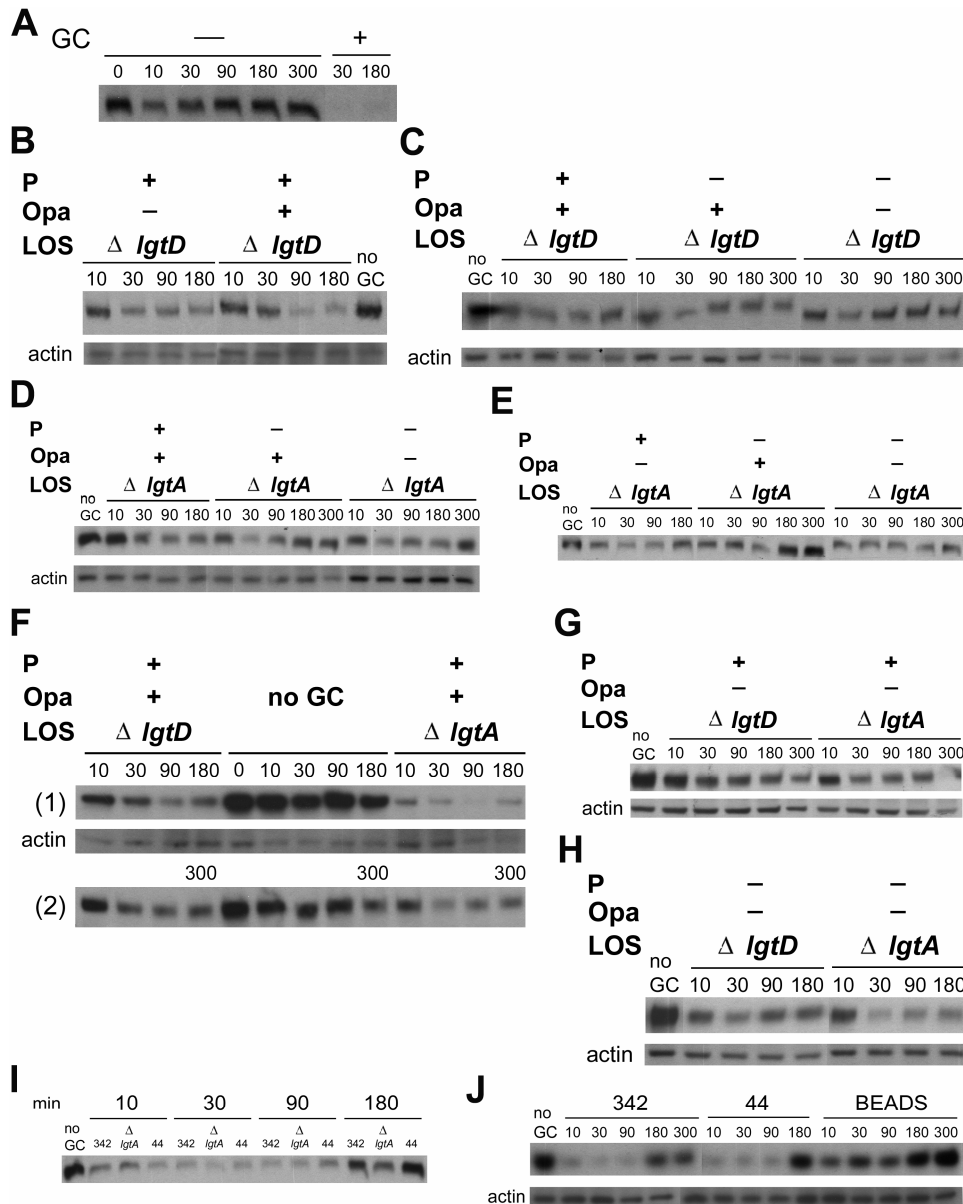 A
GC — +
0 10 30 90 180 300 30 180
B
P + +
Opa – +
LOS Δ lgtD Δ lgtD no GC
10 30 90 180 10 30 90 180
actin
C
P + – –
Opa + + –
LOS Δ lgtD Δ lgtD Δ lgtD
no GC 10 30 90 180 10 30 90 180 300 10 30 90 180 300
actin
D
P + – –
Opa + + –
LOS Δ lgtA Δ lgtA Δ lgtA
no GC 10 30 90 180 10 30 90 180 300 10 30 90 180 300
actin
E
P + – –
Opa – + –
LOS Δ lgtA Δ lgtA Δ lgtA
no GC 10 30 90 180 10 30 90 180 300 10 30 90 180 300
F
P + +
Opa + no GC +
LOS Δ lgtD Δ lgtA
10 30 90 180 0 10 30 90 180 10 30 90 180
(1)
actin
300 300 300
(2)
G
P + +
Opa – –
LOS Δ lgtD Δ lgtA
no GC 10 30 90 180 300 10 30 90 180 300
actin
H
P – –
Opa – –
LOS Δ lgtD Δ lgtA
no GC 10 30 90 180 10 30 90 180
actin
I
min 10 30 90 180
no GC 342 Δ lgtA 44 342 Δ lgtA 44 342 Δ lgtA 44 342 Δ lgtA 44
J
342 44 BEADS
no GC 10 30 90 180 300 10 30 90 180 10 30 90 180 300
actin